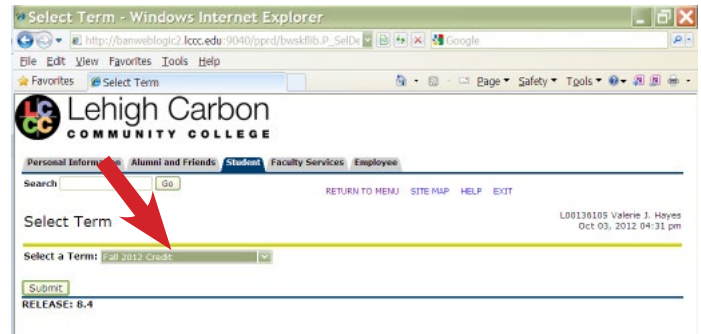 Select Term - Windows Internet Explorer
http://banweblogic2.lccc.edu:9040/pprd/bwskflib.P_SelDe
Google
File Edit View Favorites Tools Help
Favorites Select Term
Page Safety Tools
LCCC
Lehigh Carbon
COMMUNITY COLLEGE
Personal Information Alumni and Friends Student Faculty Services Employee
Search Go
RETURN TO MENU SITE MAP HELP EXIT
L00136105 Valerie J. Hayes
Select Term
Oct 03, 2012 04:31 pm
Select a Term: Fall 2012 Credit
Submit
RELEASE: 8.4